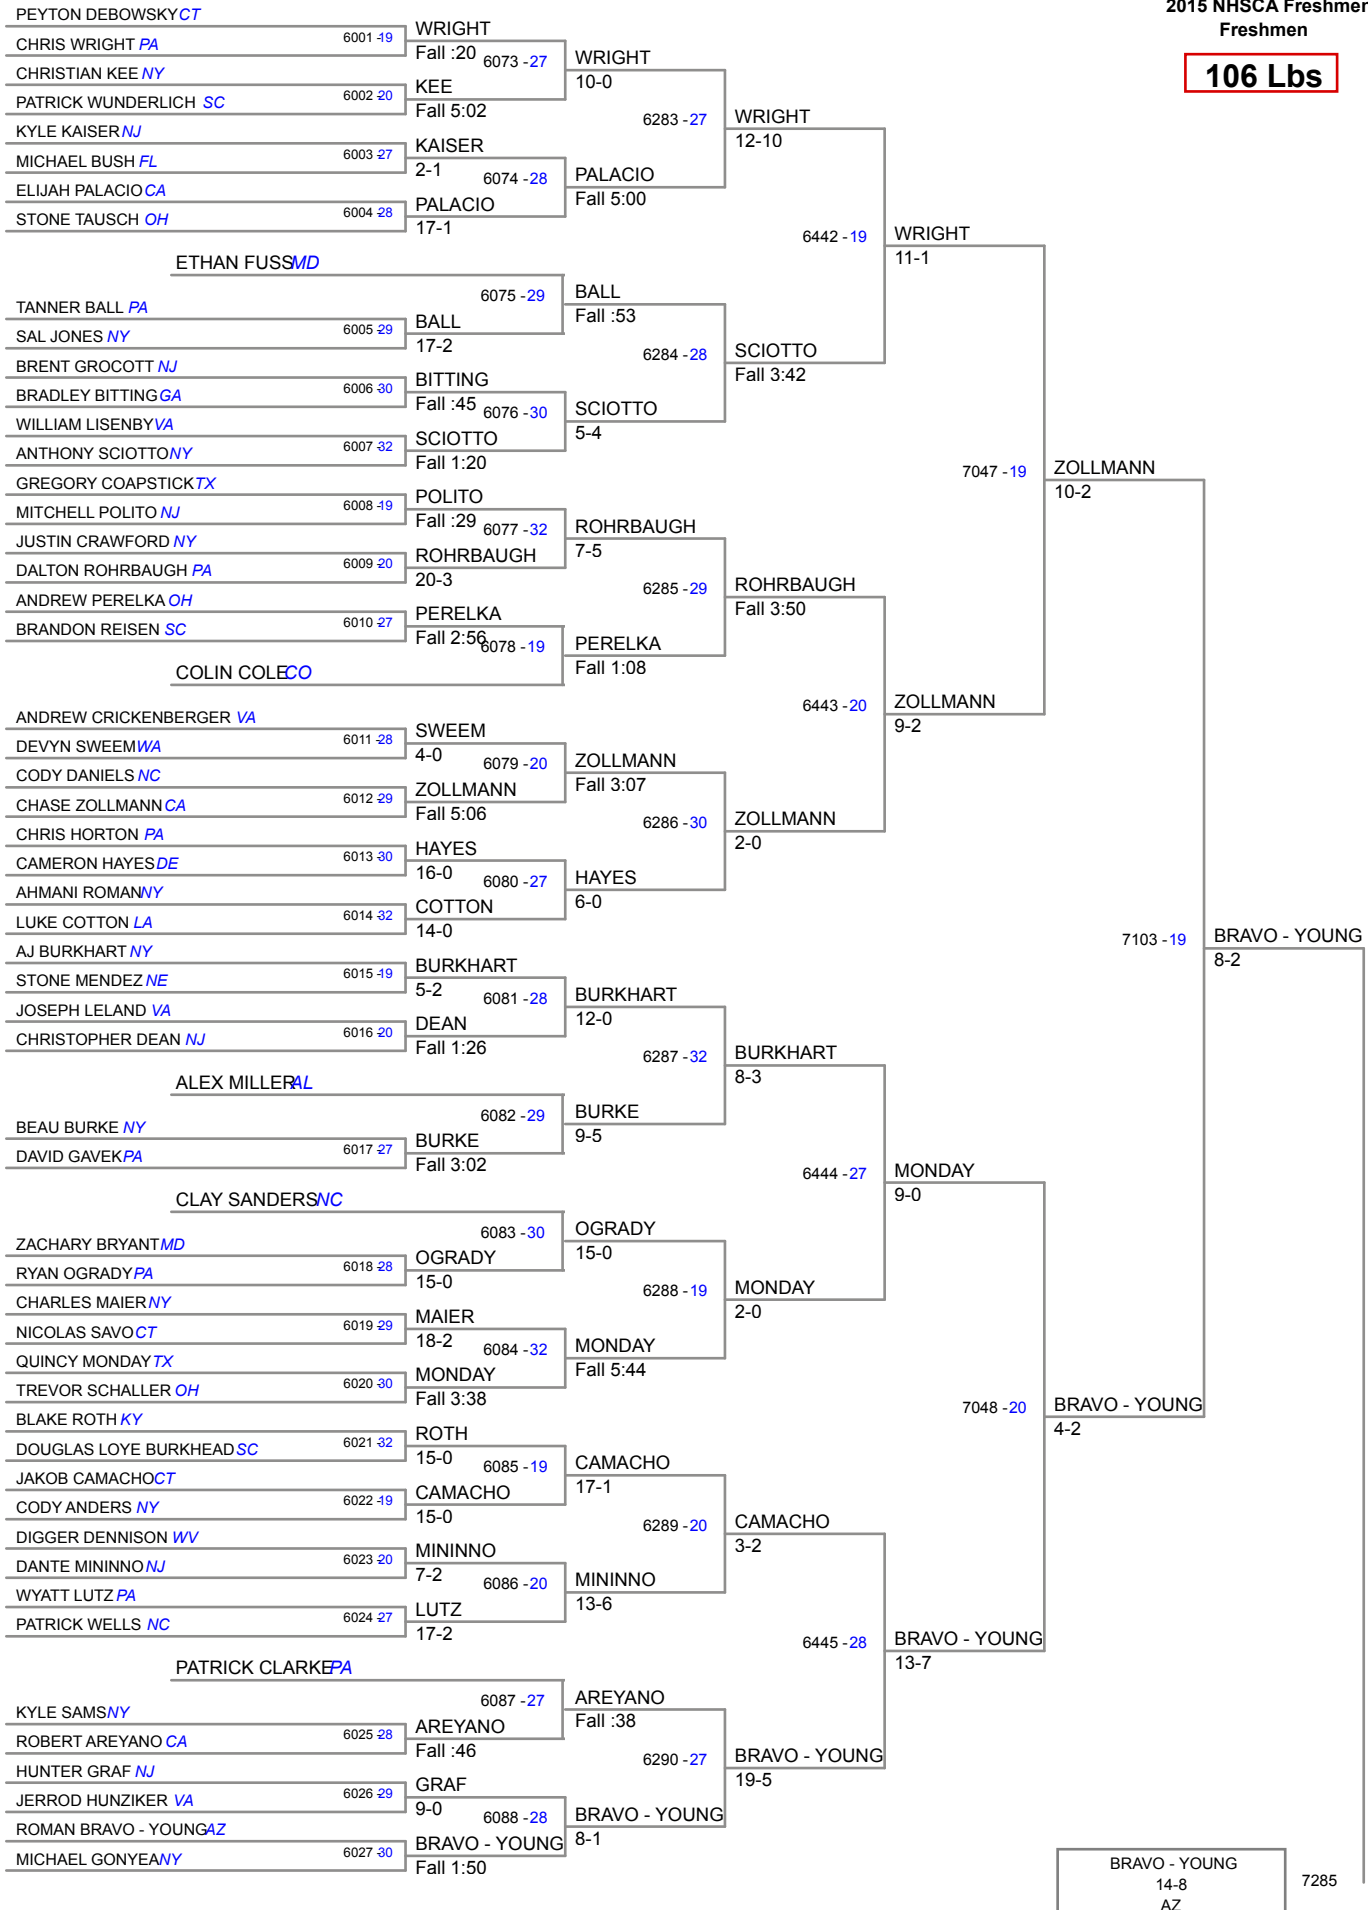 2015 NHSCA Freshmen
Freshmen
106 Lbs
PEYTON DEBOWSKY CT
CHRIS WRIGHT PA
CHRISTIAN KEE NY
PATRICK WUNDERLICH SC
KYLE KAISER NJ
MICHAEL BUSH FL
ELIJAH PALACIO CA
STONE TAUSCH OH
ETHAN FUSS MD
TANNER BALL PA
SAL JONES NY
BRENT GROCOTT NJ
BRADLEY BITTING GA
WILLIAM LISENBY VA
ANTHONY SCIOTTO NY
GREGORY COAPSTICK TX
MITCHELL POLITO NJ
JUSTIN CRAWFORD NY
DALTON ROHRBAUGH PA
ANDREW PERELKA OH
BRANDON REISEN SC
COLIN COLE CO
ANDREW CRICKENBERGER VA
DEVYN SWEEM WA
CODY DANIELS NC
CHASE ZOLLMANN CA
CHRIS HORTON PA
CAMERON HAYES DE
AHMANI ROMAN NY
LUKE COTTON LA
AJ BURKHART NY
STONE MENDEZ NE
JOSEPH LELAND VA
CHRISTOPHER DEAN NJ
ALEX MILLER AL
BEAU BURKE NY
DAVID GAVEK PA
CLAY SANDERS NC
ZACHARY BRYANT MD
RYAN OGRADY PA
CHARLES MAIER NY
NICOLAS SAVO CT
QUINCY MONDAY TX
TREVOR SCHALLER OH
BLAKE ROTH KY
DOUGLAS LOYE BURKHEAD SC
JAKOB CAMACHO CT
CODY ANDERS NY
DIGGER DENNISON WV
DANTE MININNO NJ
WYATT LUTZ PA
PATRICK WELLS NC
PATRICK CLARKE PA
KYLE SAMS NY
ROBERT AREYANO CA
HUNTER GRAF NJ
JERROD HUNZIKER VA
ROMAN BRAVO - YOUNG AZ
MICHAEL GONYEA NY
6001 -19
WRIGHT
Fall :20
6002 -20
KEE
Fall 5:02
6003 -27
KAISER
2-1
6004 -28
PALACIO
17-1
6005 -29
BALL
17-2
6006 -30
BITTING
Fall :45
6007 -32
SCIOTTO
Fall 1:20
6008 -19
POLITO
Fall :29
6009 -20
ROHRBAUGH
20-3
6010 -27
PERELKA
Fall 2:56
6011 -28
SWEEM
4-0
6012 -29
ZOLLMANN
Fall 5:06
6013 -30
HAYES
16-0
6014 -32
COTTON
14-0
6015 -19
BURKHART
5-2
6016 -20
DEAN
Fall 1:26
6017 -27
BURKE
Fall 3:02
6018 -28
OGRADY
15-0
6019 -29
MAIER
18-2
6020 -30
MONDAY
Fall 3:38
6021 -32
ROTH
15-0
6022 -19
CAMACHO
15-0
6023 -20
MININNO
7-2
6024 -27
LUTZ
17-2
6025 -28
AREYANO
Fall :46
6026 -29
GRAF
9-0
6027 -30
BRAVO - YOUNG
Fall 1:50
6073 - 27
WRIGHT
10-0
6074 - 28
PALACIO
Fall 5:00
6075 - 29
BALL
Fall :53
6076 - 30
SCIOTTO
5-4
6077 - 32
ROHRBAUGH
7-5
6078 - 19
PERELKA
Fall 1:08
6079 - 20
ZOLLMANN
Fall 3:07
6080 - 27
HAYES
6-0
6081 - 28
BURKHART
12-0
6082 - 29
BURKE
9-5
6083 - 30
OGRADY
15-0
6084 - 32
MONDAY
Fall 5:44
6085 - 19
CAMACHO
17-1
6086 - 20
MININNO
13-6
6087 - 27
AREYANO
Fall :38
6088 - 28
BRAVO - YOUNG
8-1
6283 - 27
WRIGHT
12-10
6284 - 28
SCIOTTO
Fall 3:42
6285 - 29
ROHRBAUGH
Fall 3:50
6286 - 30
ZOLLMANN
2-0
6287 - 32
BURKHART
8-3
6288 - 19
MONDAY
2-0
6289 - 20
CAMACHO
3-2
6290 - 27
BRAVO - YOUNG
19-5
6442 - 19
WRIGHT
11-1
6443 - 20
ZOLLMANN
9-2
6444 - 27
MONDAY
9-0
6445 - 28
BRAVO - YOUNG
13-7
7047 - 19
ZOLLMANN
10-2
7048 - 20
BRAVO - YOUNG
4-2
7103 - 19
BRAVO - YOUNG
8-2
BRAVO - YOUNG
14-8
AZ
7285